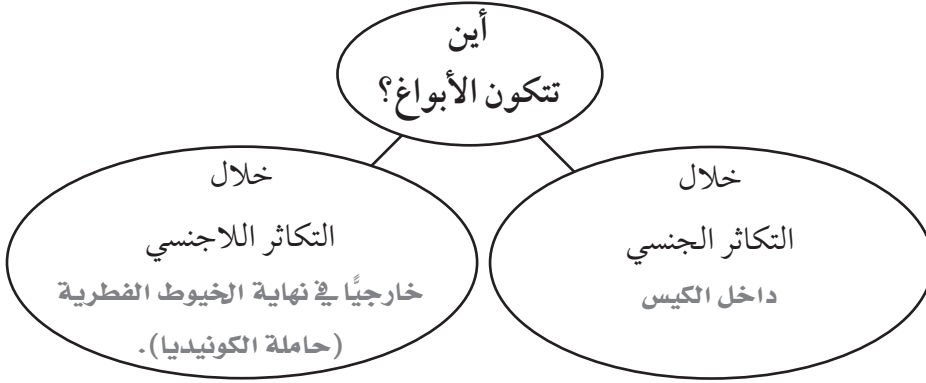 أين
تتكون الأبواغ؟
خلال
التكاثر الجنسي
داخل الكيس
خلال
التكاثر اللاجنسي
خارجيًّا في نهاية الخيوط الفطرية
(حاملة الكونيديا).